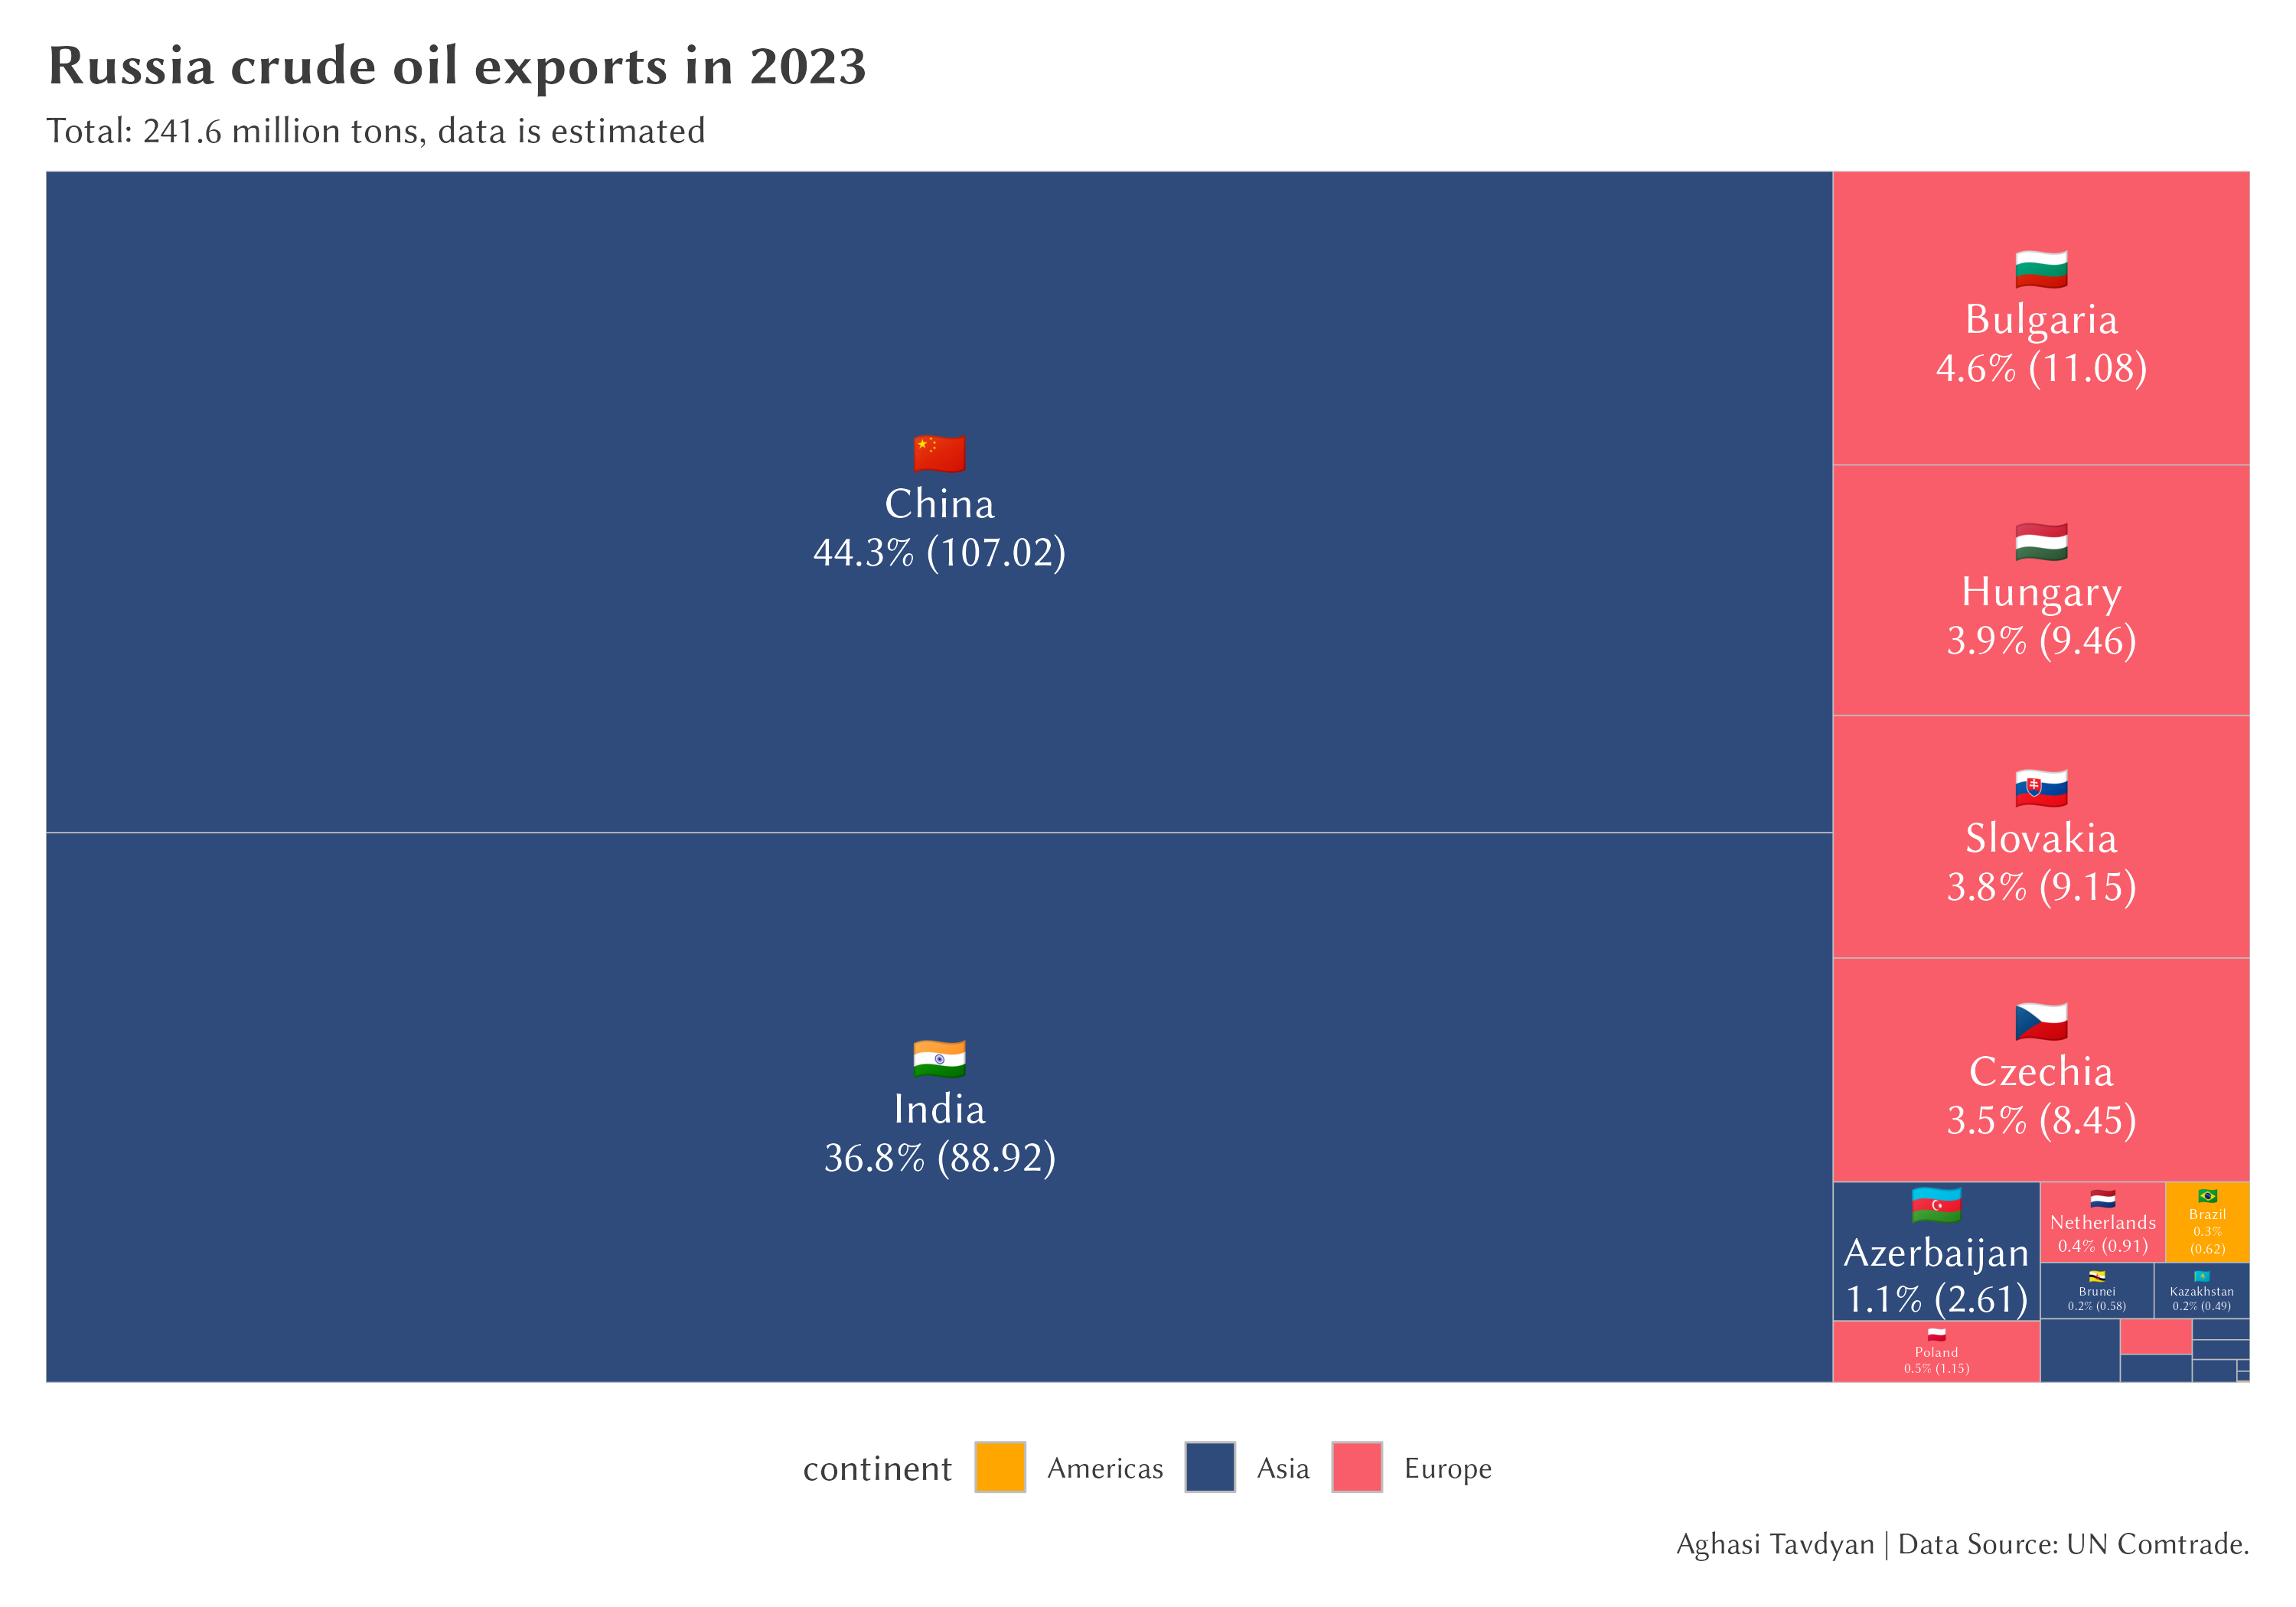 Russia crude oil exports in 2023
Total: 241.6 million tons, data is estimated
China
44.3% (107.02)
India
36.8% (88.92)
Bulgaria
4.6% (11.08)
Hungary
3.9% (9.46)
Slovakia
3.8% (9.15)
Czechia
3.5% (8.45)
Azerbaijan
1.1% (2.61)
Poland
0.5% (1.15)
Netherlands
0.4% (0.91)
Brazil
0.3%
(0.62)
Brunei
0.2% (0.58)
Kazakhstan
0.2% (0.49)
continent
Americas
Asia
Europe
Aghasi Tavdyan | Data Source: UN Comtrade.